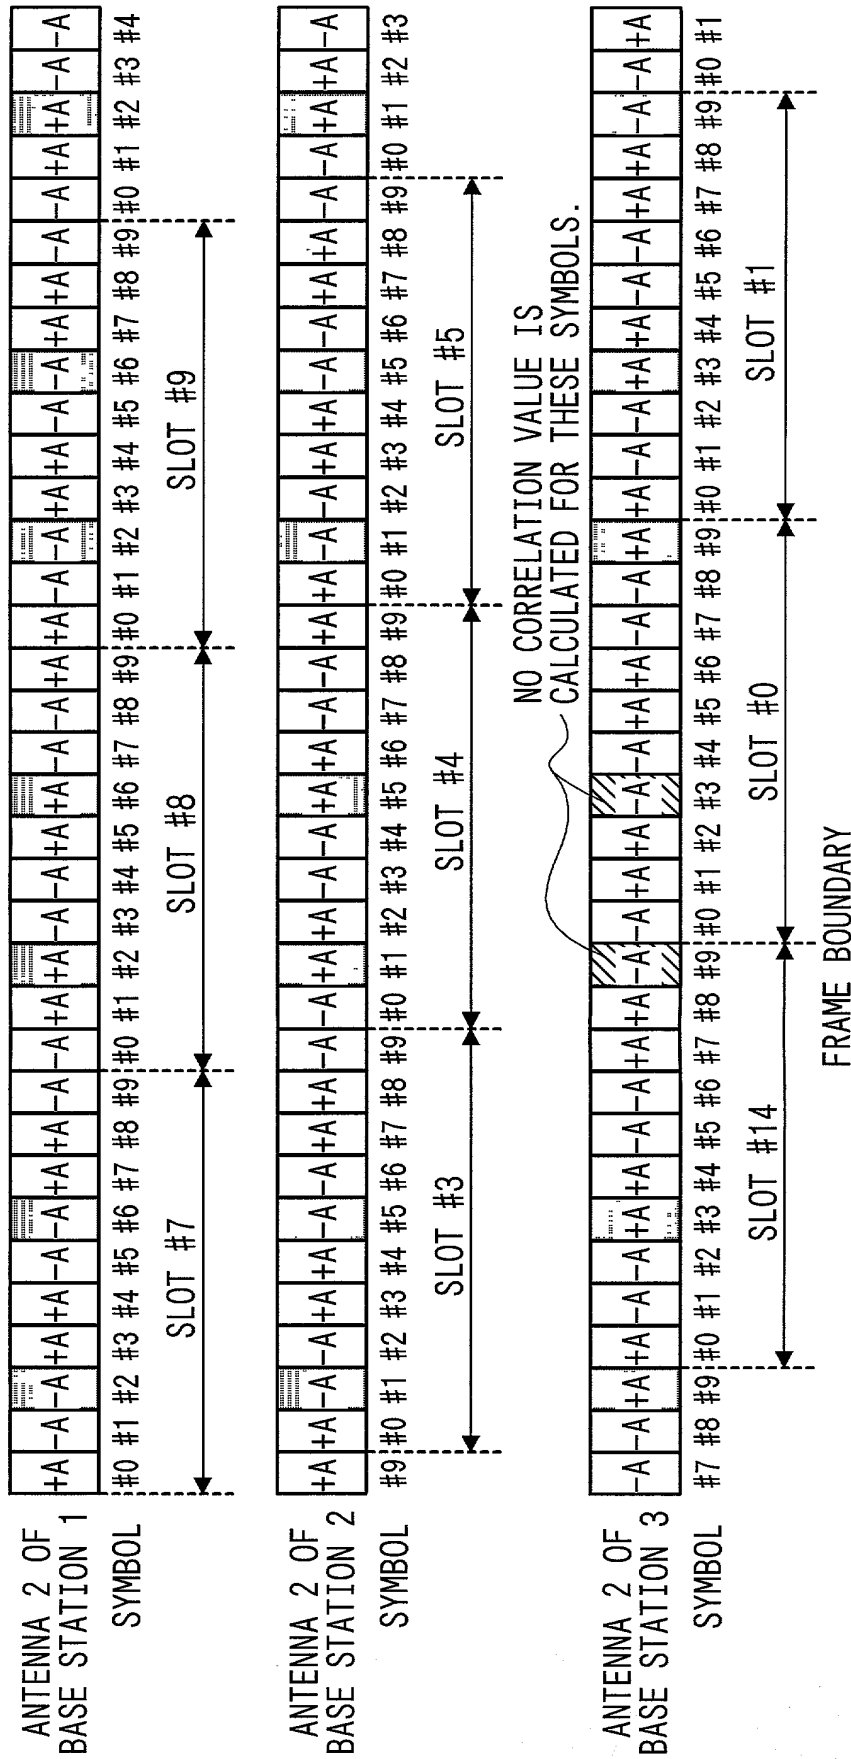 ANTENNA 2 OF
BASE STATION 1
+A −A −A +A +A −A −A +A +A −A −A +A +A −A −A +A +A −A −A +A +A −A −A +A +A −A −A +A +A −A −A +A +A −A −A
SYMBOL #0 #1 #2 #3 #4 #5 #6 #7 #8 #9 #0 #1 #2 #3 #4 #5 #6 #7 #8 #9 #0 #1 #2 #3 #4 #5 #6 #7 #8 #9 #0 #1 #2 #3 #4
SLOT #7 SLOT #8 SLOT #9
ANTENNA 2 OF
BASE STATION 2
+A +A −A −A +A +A −A −A +A +A −A −A +A +A −A −A +A +A −A −A +A +A −A −A +A +A −A −A +A +A −A −A +A +A −A
SYMBOL #9 #0 #1 #2 #3 #4 #5 #6 #7 #8 #9 #0 #1 #2 #3 #4 #5 #6 #7 #8 #9 #0 #1 #2 #3 #4 #5 #6 #7 #8 #9 #0 #1 #2 #3
SLOT #3 SLOT #4 SLOT #5
NO CORRELATION VALUE IS
CALCULATED FOR THESE SYMBOLS.
ANTENNA 2 OF
BASE STATION 3
−A −A +A +A −A −A +A +A −A −A +A +A −A −A +A +A −A −A +A +A −A −A +A +A −A −A +A +A −A −A +A +A −A −A +A
SYMBOL #7 #8 #9 #0 #1 #2 #3 #4 #5 #6 #7 #8 #9 #0 #1 #2 #3 #4 #5 #6 #7 #8 #9 #0 #1 #2 #3 #4 #5 #6 #7 #8 #9 #0 #1
SLOT #14 SLOT #0 SLOT #1
FRAME BOUNDARY